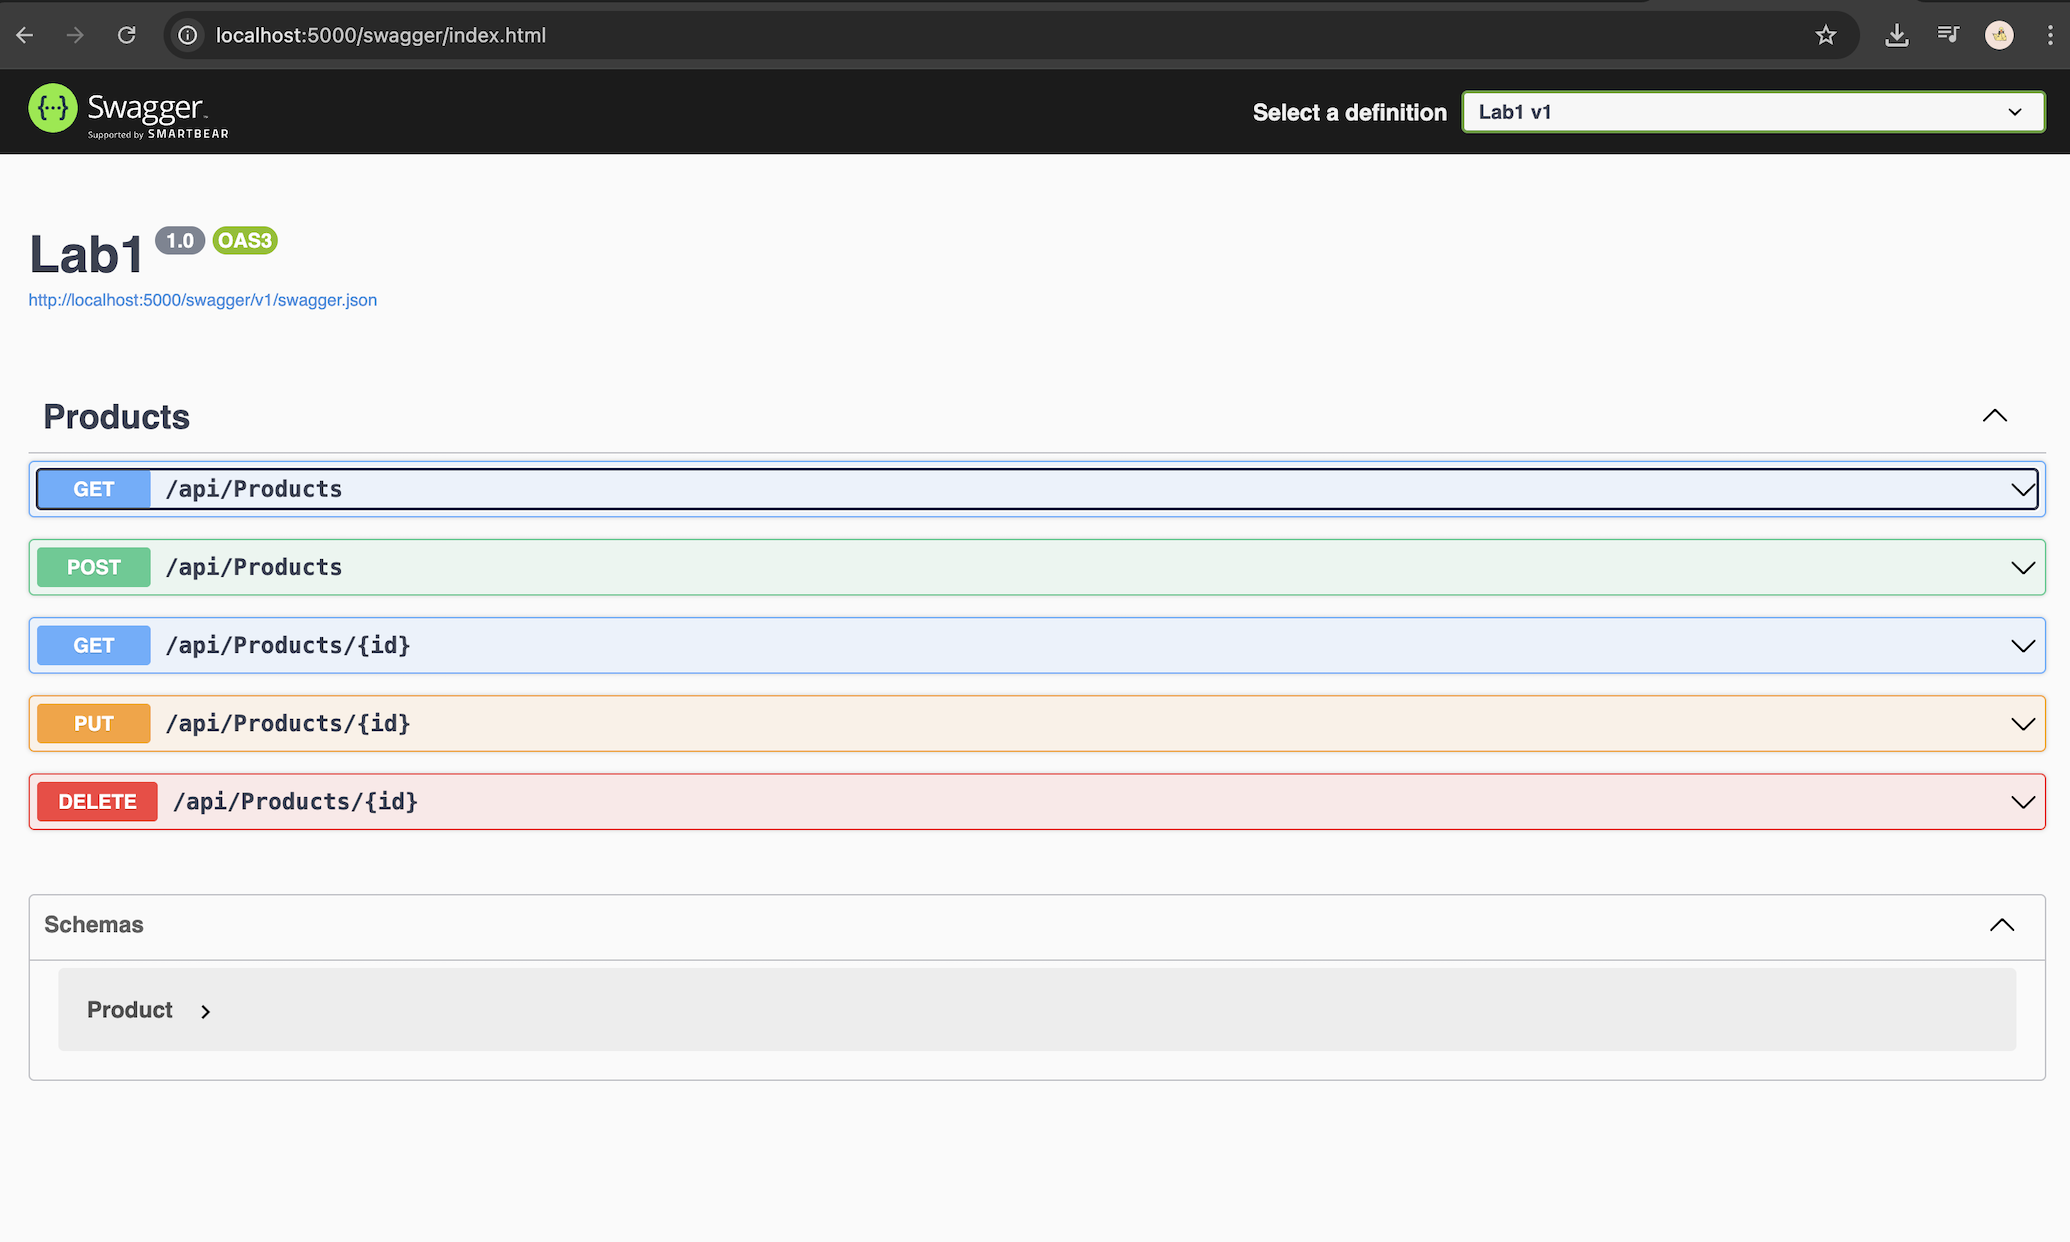 localhost:5000/swagger/index.html
{···} Swagger™
Supported by SMARTBEAR
Select a definition
Lab1 v1
Lab1 1.0 OAS3
http://localhost:5000/swagger/v1/swagger.json
Products
GET /api/Products
POST /api/Products
GET /api/Products/{id}
PUT /api/Products/{id}
DELETE /api/Products/{id}
Schemas
Product